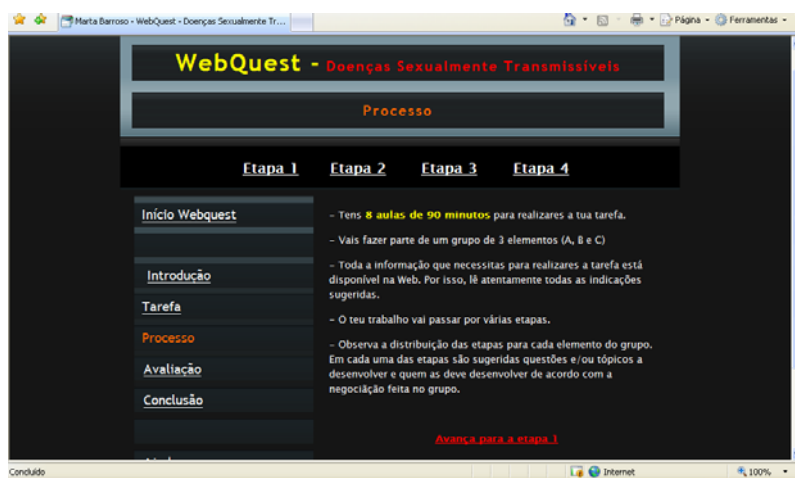 Marta Barroso - WebQuest - Doenças Sexualmente Tr...
Página
Ferramentas
WebQuest - Doenças Sexualmente Transmissíveis
Processo
Etapa 1 Etapa 2 Etapa 3 Etapa 4
Início Webquest
Introdução
Tarefa
Processo
Avaliação
Conclusão
- Tens 8 aulas de 90 minutos para realizares a tua tarefa.
- Vais fazer parte de um grupo de 3 elementos (A, B e C)
- Toda a informação que necessitas para realizares a tarefa está
disponível na Web. Por isso, lê atentamente todas as indicações
sugeridas.
- O teu trabalho vai passar por várias etapas.
- Observa a distribuição das etapas para cada elemento do grupo.
Em cada uma das etapas são sugeridas questões e/ou tópicos a
desenvolver e quem as deve desenvolver de acordo com a
negociãção feita no grupo.
Avança para a etapa 1
Concluído
Internet
100%